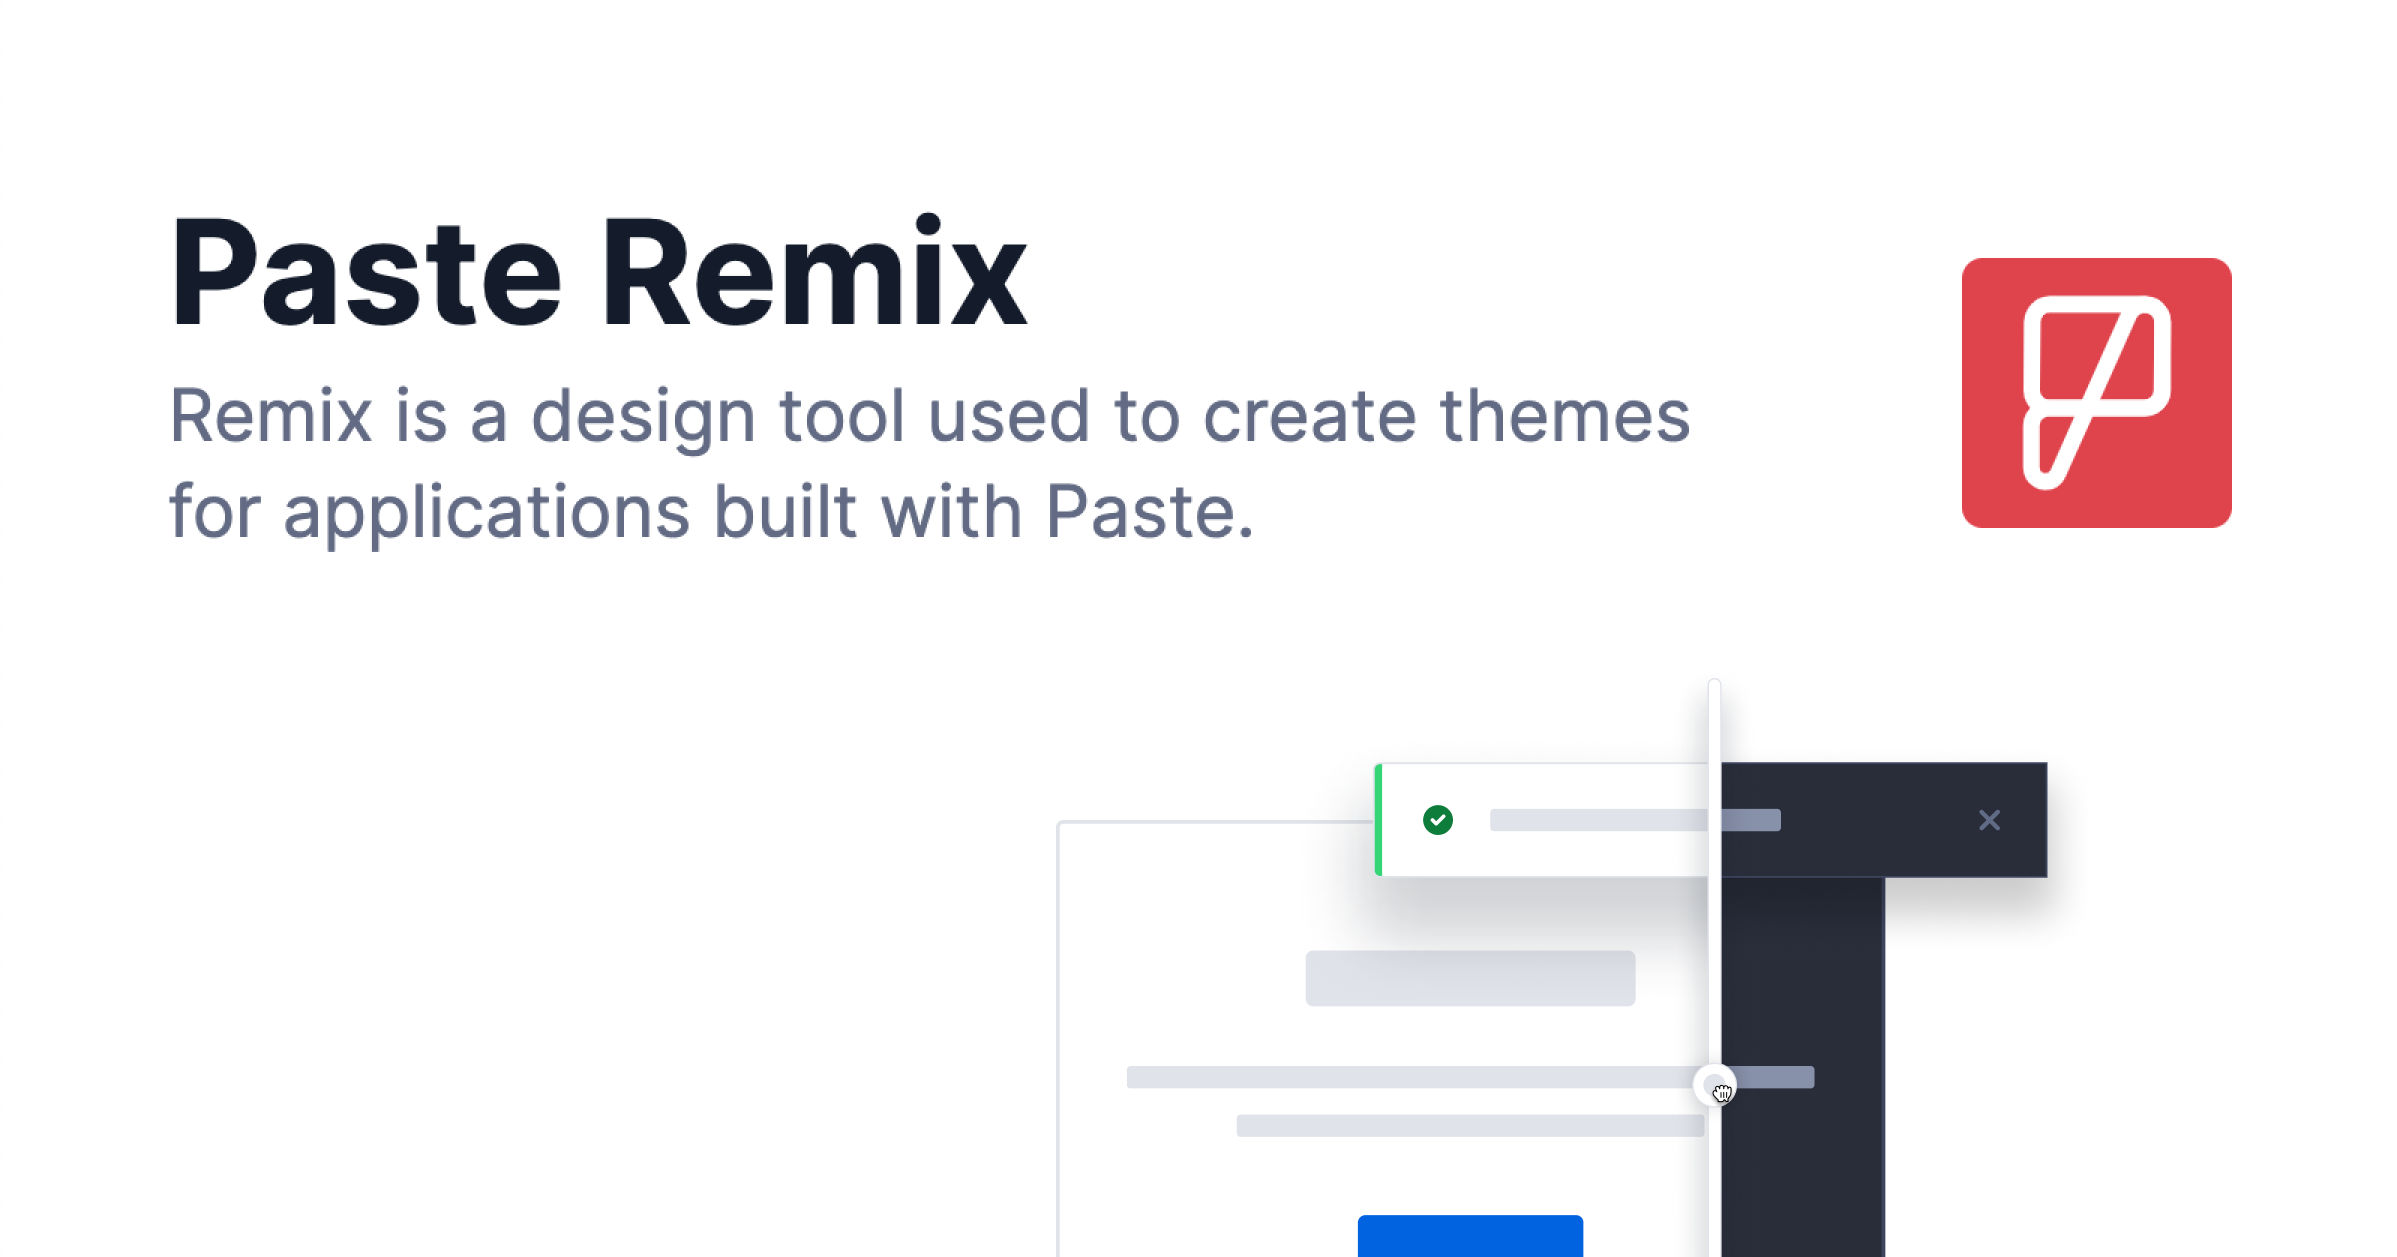 Paste Remix
Remix is a design tool used to create themes
for applications built with Paste.